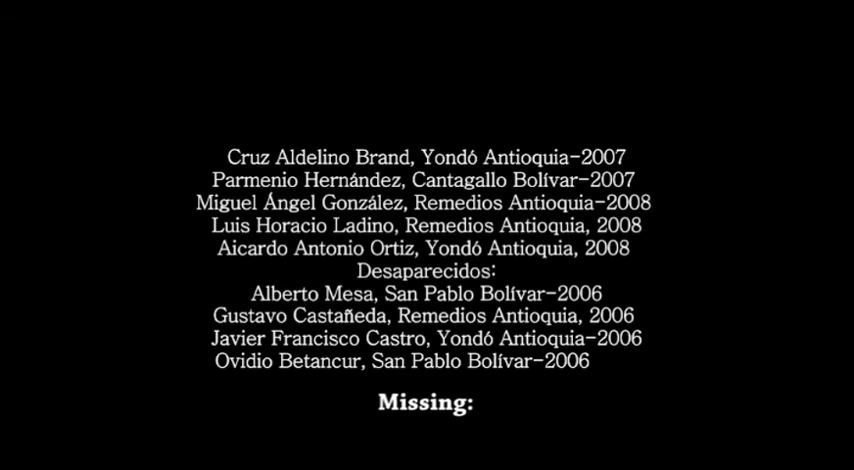 Cruz Aldelino Brand, Yondó Antioquia-2007
Parmenio Hernández, Cantagallo Bolívar-2007
Miguel Ángel González, Remedios Antioquia-2008
Luis Horacio Ladino, Remedios Antioquia, 2008
Aicardo Antonio Ortiz, Yondó Antioquia, 2008
Desaparecidos:
Alberto Mesa, San Pablo Bolívar-2006
Gustavo Castañeda, Remedios Antioquia, 2006
Javier Francisco Castro, Yondó Antioquia-2006
Ovidio Betancur, San Pablo Bolívar-2006
Missing: